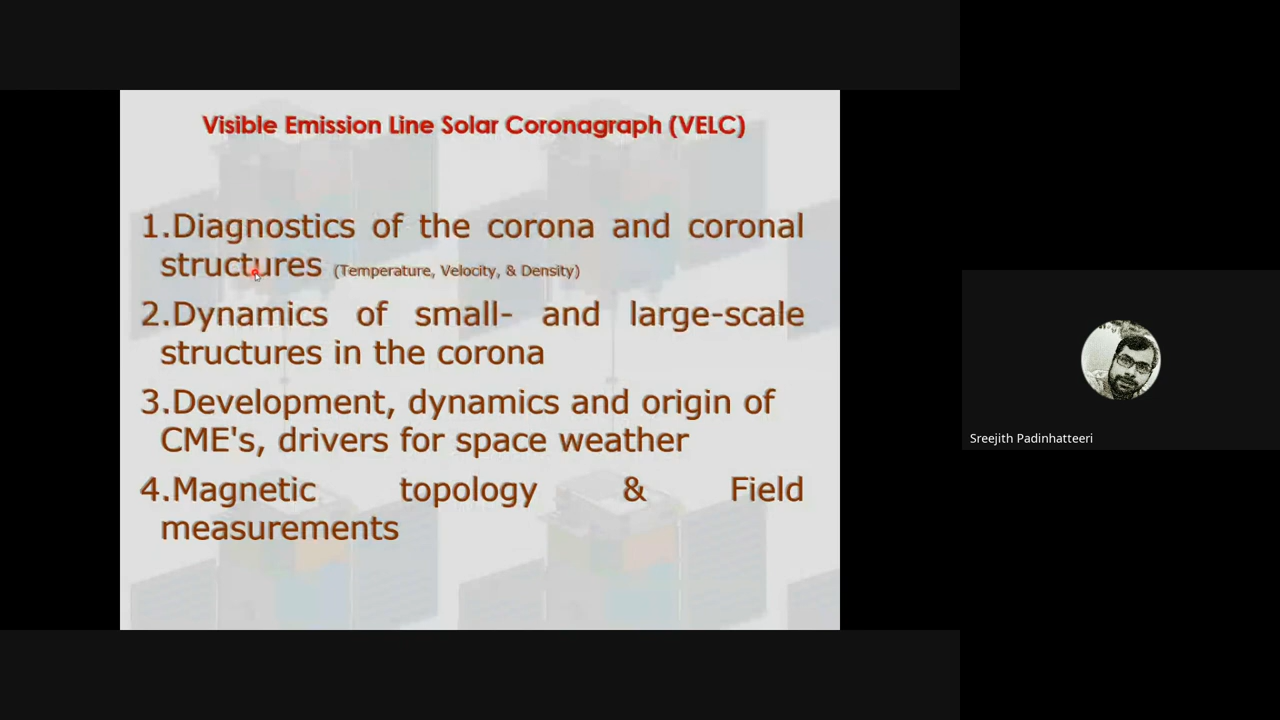 Visible Emission Line Solar Coronagraph (VELC)
1.Diagnostics of the corona and coronal
structures (Temperature, Velocity, & Density)
2.Dynamics of small- and large-scale
structures in the corona
3.Development, dynamics and origin of
CME's, drivers for space weather
4.Magnetic topology & Field
measurements
Sreejith Padinhatteeri